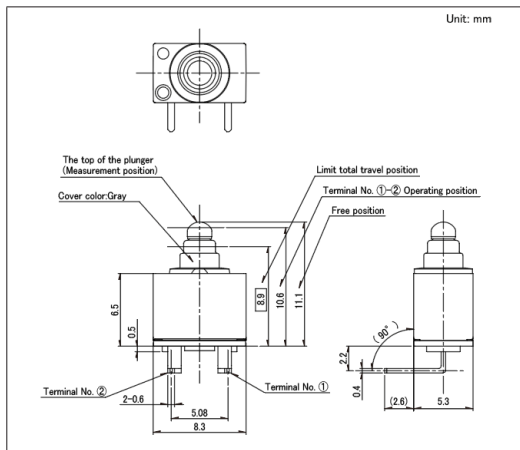 Unit: mm
The top of the plunger
(Measurement position)
Cover color:Gray
Limit total travel position
Terminal No. ①-② Operating position
Free position
6.5
0.5
8.9
10.6
11.1
(90°)
2.2
0.4
Terminal No. ②
Terminal No. ①
2-0.6
5.08
8.3
(2.6)
5.3